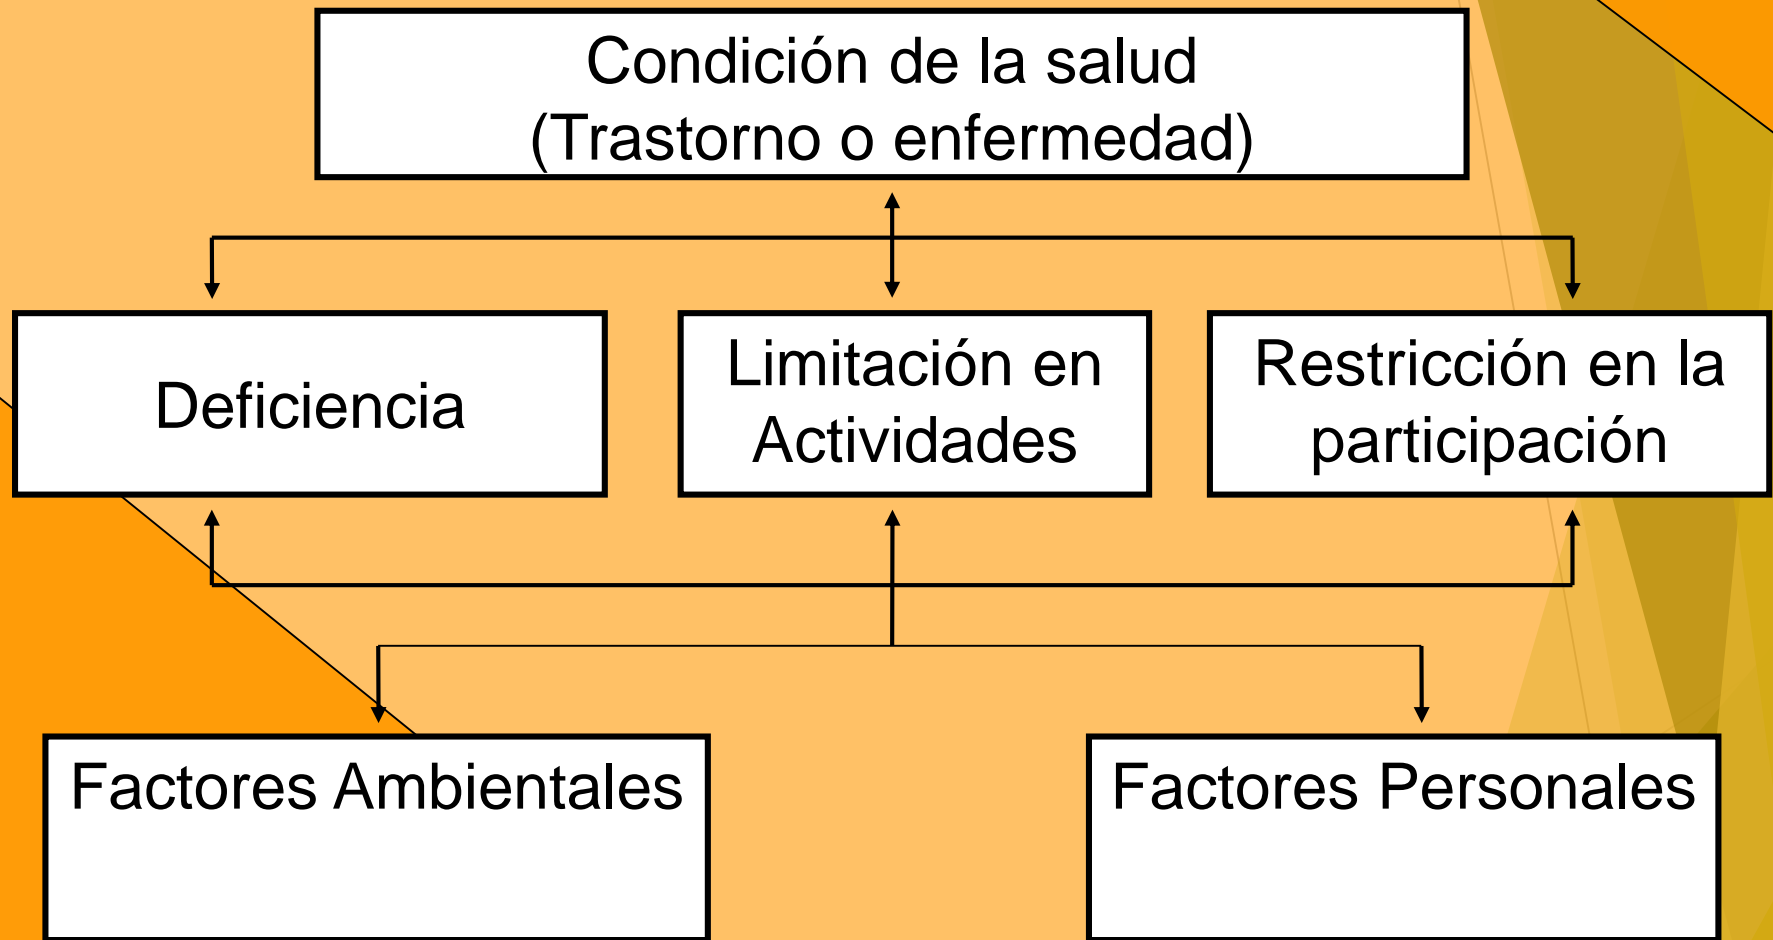 Condición de la salud
(Trastorno o enfermedad)
Deficiencia
Limitación en
Actividades
Restricción en la
participación
Factores Ambientales
Factores Personales